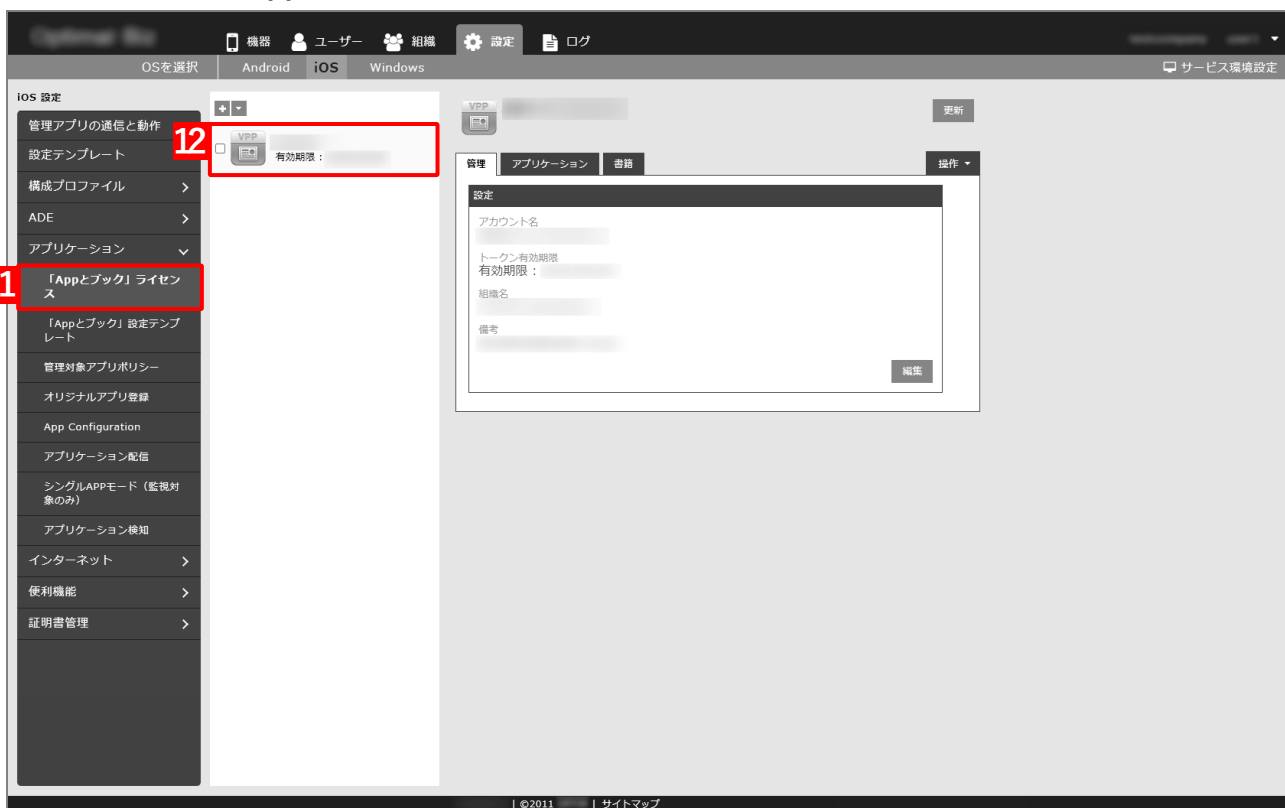 機器
ユーザー
組織
設定
ログ
OSを選択
Android
iOS
Windows
サービス環境設定
iOS 設定
管理アプリの通信と動作
設定テンプレート
構成プロファイル
ADE
アプリケーション
1
「Appとブック」ライセン
ス
「Appとブック」設定テンプ
レート
管理対象アプリポリシー
オリジナルアプリ登録
App Configuration
アプリケーション配信
シングルAPPモード（監視対
象のみ）
アプリケーション検知
インターネット
便利機能
証明書管理
12
VPP
有効期限：
VPP
更新
管理
アプリケーション
書籍
操作
設定
アカウント名
トークン有効期限
有効期限：
組織名
備考
編集
| ©2011
| サイトマップ